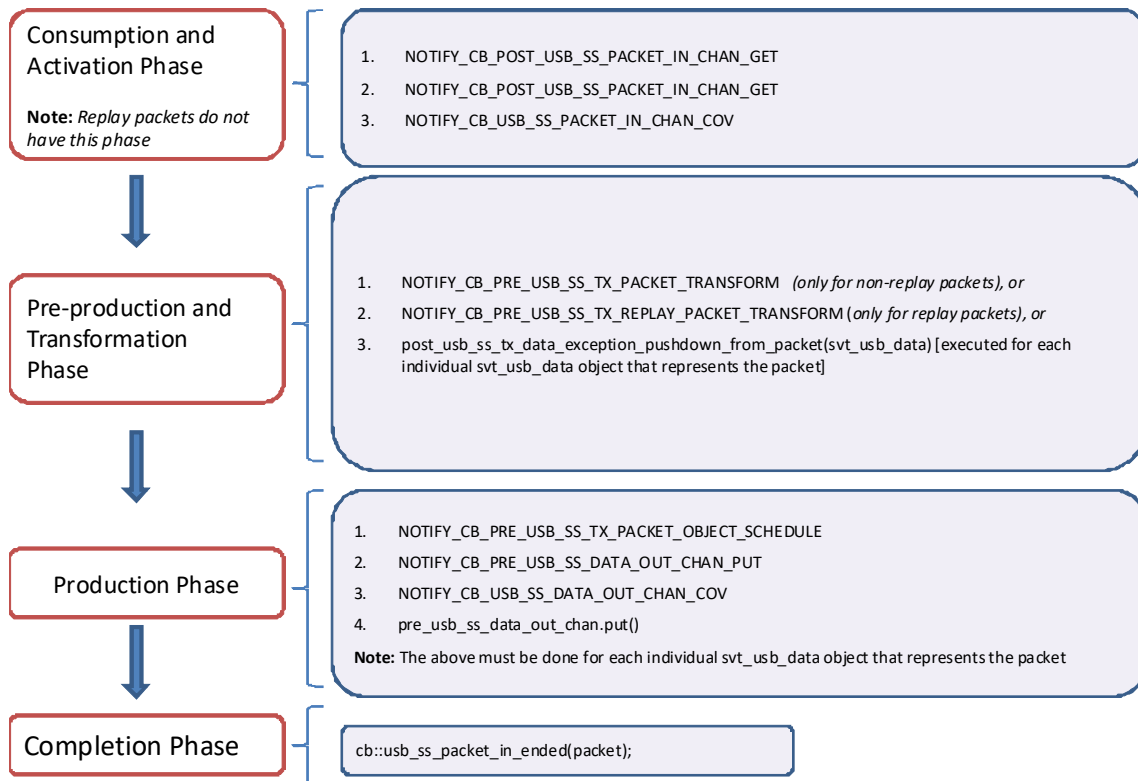 Consumption and
Activation Phase
Note: Replay packets do not
have this phase
1. NOTIFY_CB_POST_USB_SS_PACKET_IN_CHAN_GET
2. NOTIFY_CB_POST_USB_SS_PACKET_IN_CHAN_GET
3. NOTIFY_CB_USB_SS_PACKET_IN_CHAN_COV
Pre-production and
Transformation
Phase
1. NOTIFY_CB_PRE_USB_SS_TX_PACKET_TRANSFORM (only for non-replay packets), or
2. NOTIFY_CB_PRE_USB_SS_TX_REPLAY_PACKET_TRANSFORM (only for replay packets), or
3. post_usb_ss_tx_data_exception_pushdown_from_packet(svt_usb_data) [executed for each
individual svt_usb_data object that represents the packet]
Production Phase
1. NOTIFY_CB_PRE_USB_SS_TX_PACKET_OBJECT_SCHEDULE
2. NOTIFY_CB_PRE_USB_SS_DATA_OUT_CHAN_PUT
3. NOTIFY_CB_USB_SS_DATA_OUT_CHAN_COV
4. pre_usb_ss_data_out_chan.put()
Note: The above must be done for each individual svt_usb_data object that represents the packet
Completion Phase
cb::usb_ss_packet_in_ended(packet);